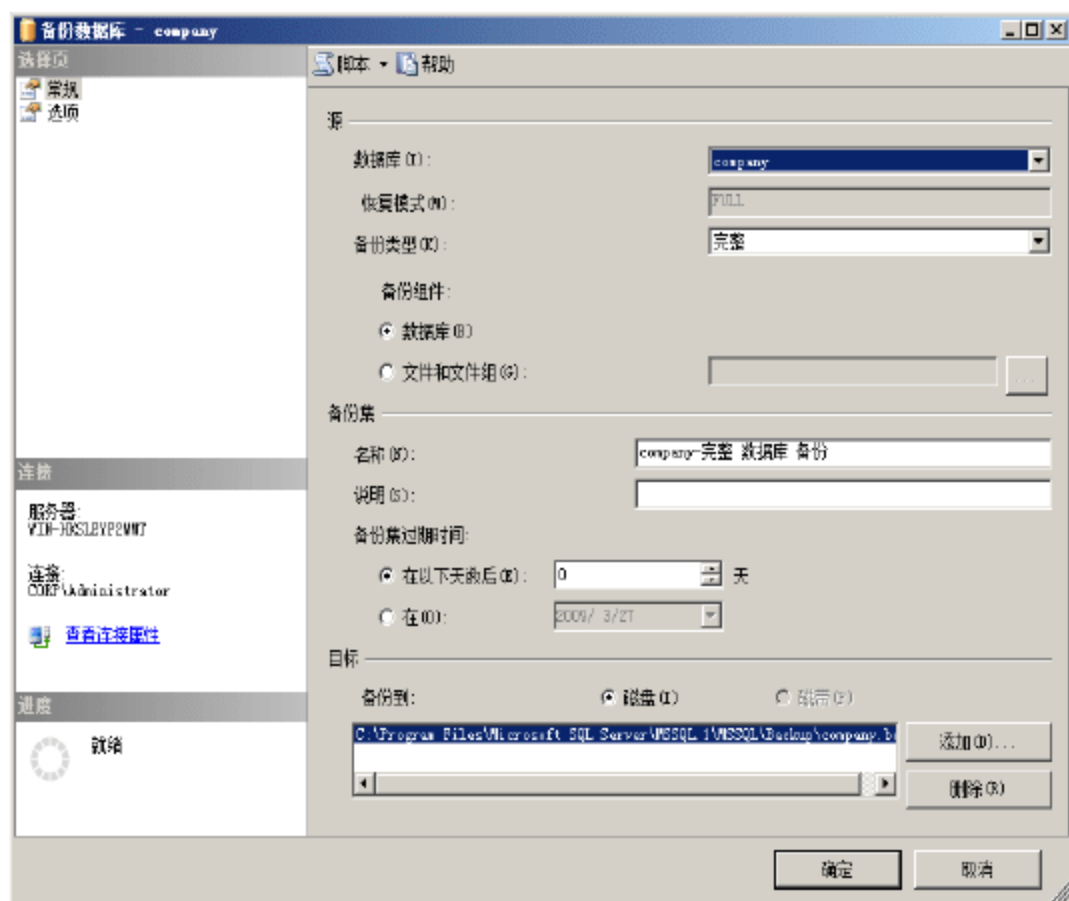 备份数据库 - company
选择页
常规
选项
脚本
帮助
源
数据库(T):
company
恢复模式(M):
FULL
备份类型(K):
完整
备份组件:
数据库(B)
文件和文件组(G):
...
备份集
名称(N):
company-完整 数据库 备份
说明(S):
备份集过期时间:
在以下天数后(E):
0
天
在(O):
2009/ 3/27
目标
备份到:
磁盘(I)
磁带(P)
C:\Program Files\Microsoft SQL Server\MSSQL.1\MSSQL\Backup\company.b
添加(D)...
删除(R)
连接
服务器:
连接:
CORP\Administrator
查看连接属性
进度
就绪
确定
取消